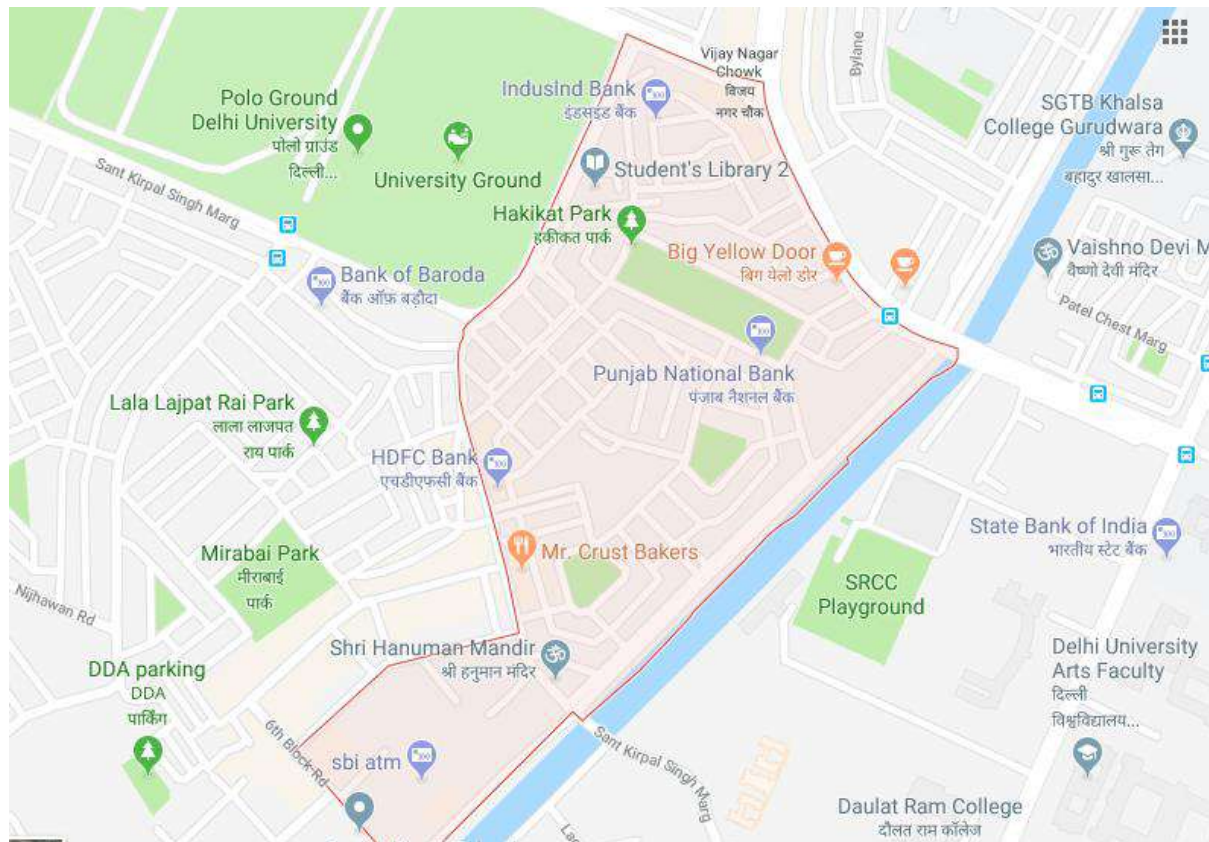 Vijay Nagar
Chowk
विजय
नगर चौक
Bylane
IndusInd Bank
इंडसइंड बैंक
Polo Ground
Delhi University
पोलो ग्राउंड
दिल्ली...
SGTB Khalsa
College Gurudwara
श्री गुरू तेग
बहादुर खालसा...
University Ground
Student's Library 2
Sant Kirpal Singh Marg
Hakikat Park
हकीकत पार्क
Big Yellow Door
बिग येलो डोर
Vaishno Devi M
वैष्णो देवी मंदिर
Bank of Baroda
बैंक ऑफ़ बड़ौदा
Patel Chest Marg
Punjab National Bank
पंजाब नैशनल बैंक
Lala Lajpat Rai Park
लाला लाजपत
राय पार्क
HDFC Bank
एचडीएफसी बैंक
State Bank of India
भारतीय स्टेट बैंक
Mr. Crust Bakers
Mirabai Park
मीराबाई
पार्क
SRCC
Playground
Nijhawan Rd
Shri Hanuman Mandir
श्री हनुमान मंदिर
Delhi University
Arts Faculty
दिल्ली
विश्वविद्यालय...
DDA parking
DDA
पार्किंग
6th Block Rd
sbi atm
Sant Kirpal Singh Marg
Daulat Ram College
दौलत राम कॉलेज